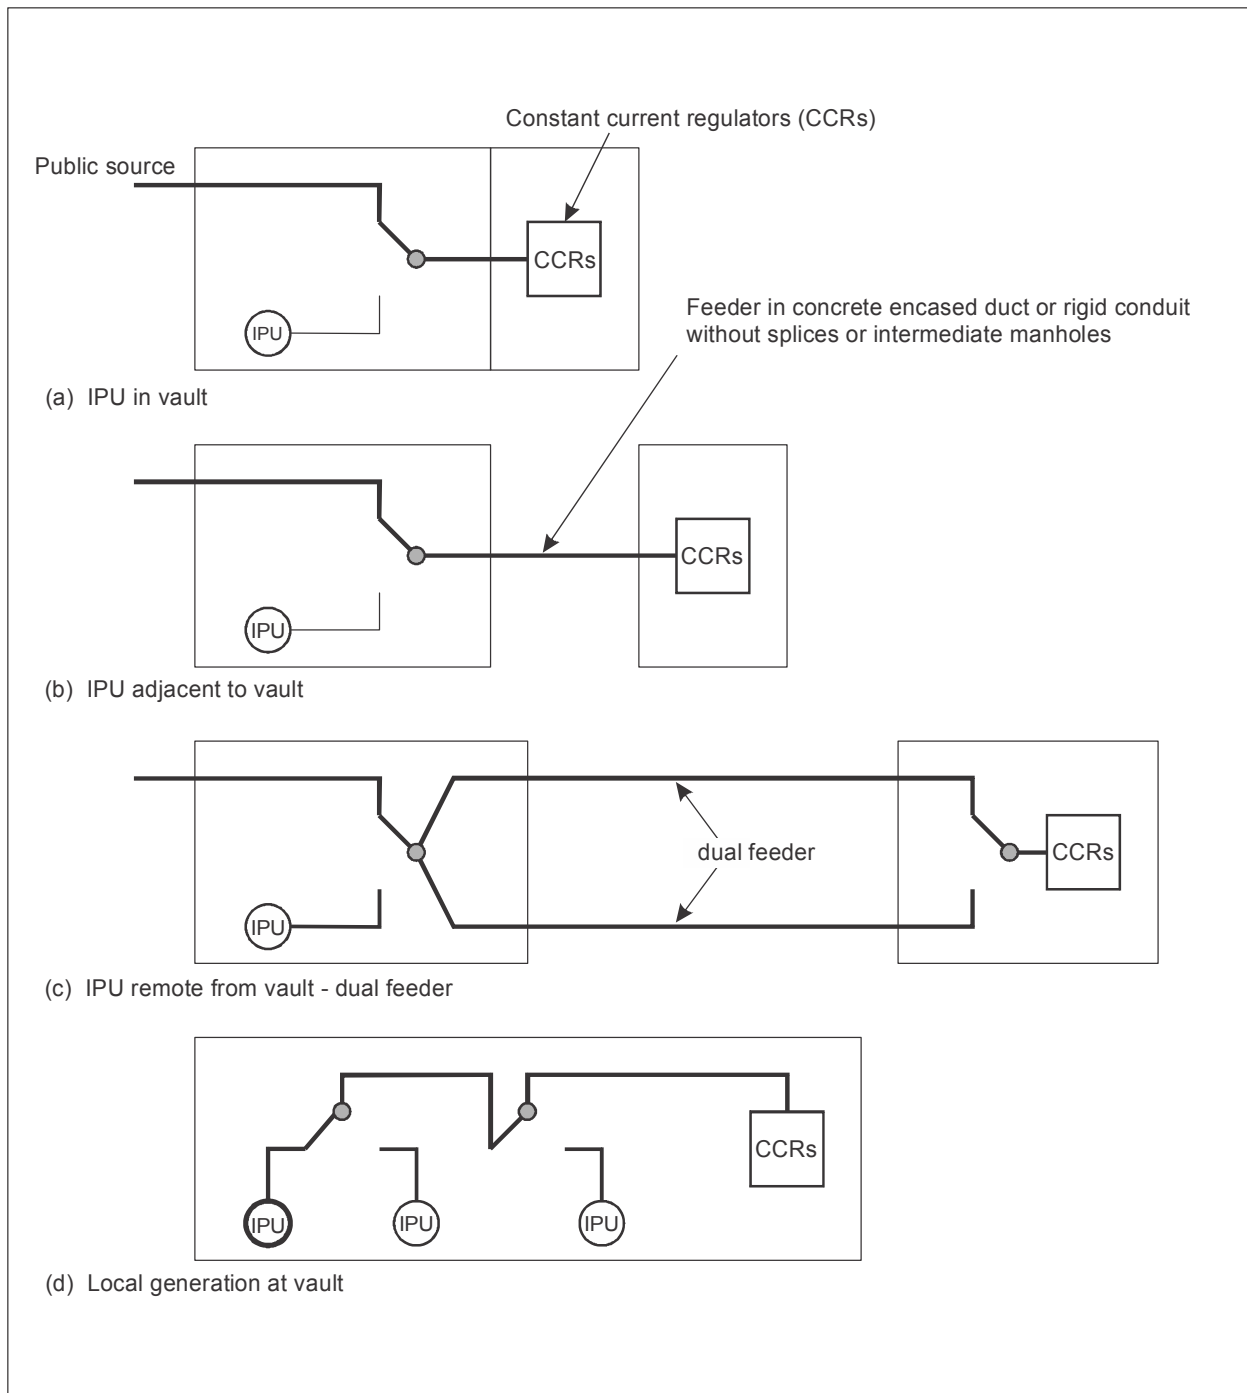 Constant current regulators (CCRs)
Public source
CCRs
IPU
Feeder in concrete encased duct or rigid conduit
without splices or intermediate manholes
(a) IPU in vault
CCRs
IPU
(b) IPU adjacent to vault
dual feeder
CCRs
IPU
(c) IPU remote from vault - dual feeder
CCRs
IPU
IPU
IPU
(d) Local generation at vault